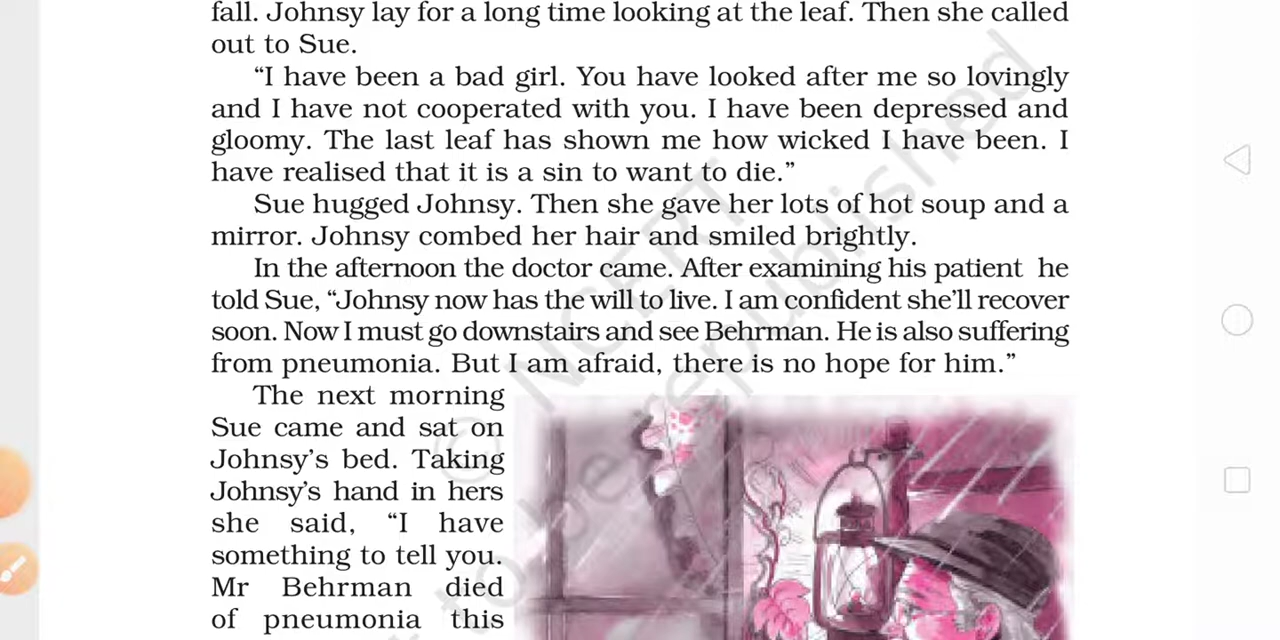 fall. Johnsy lay for a long time looking at the leaf. Then she called
out to Sue.
“I have been a bad girl. You have looked after me so lovingly
and I have not cooperated with you. I have been depressed and
gloomy. The last leaf has shown me how wicked I have been. I
have realised that it is a sin to want to die.”
Sue hugged Johnsy. Then she gave her lots of hot soup and a
mirror. Johnsy combed her hair and smiled brightly.
In the afternoon the doctor came. After examining his patient he
told Sue, “Johnsy now has the will to live. I am confident she’ll recover
soon. Now I must go downstairs and see Behrman. He is also suffering
from pneumonia. But I am afraid, there is no hope for him.”
The next morning
Sue came and sat on
Johnsy’s bed. Taking
Johnsy’s hand in hers
she said, “I have
something to tell you.
Mr Behrman died
of pneumonia this
© NCERT
not to be republished